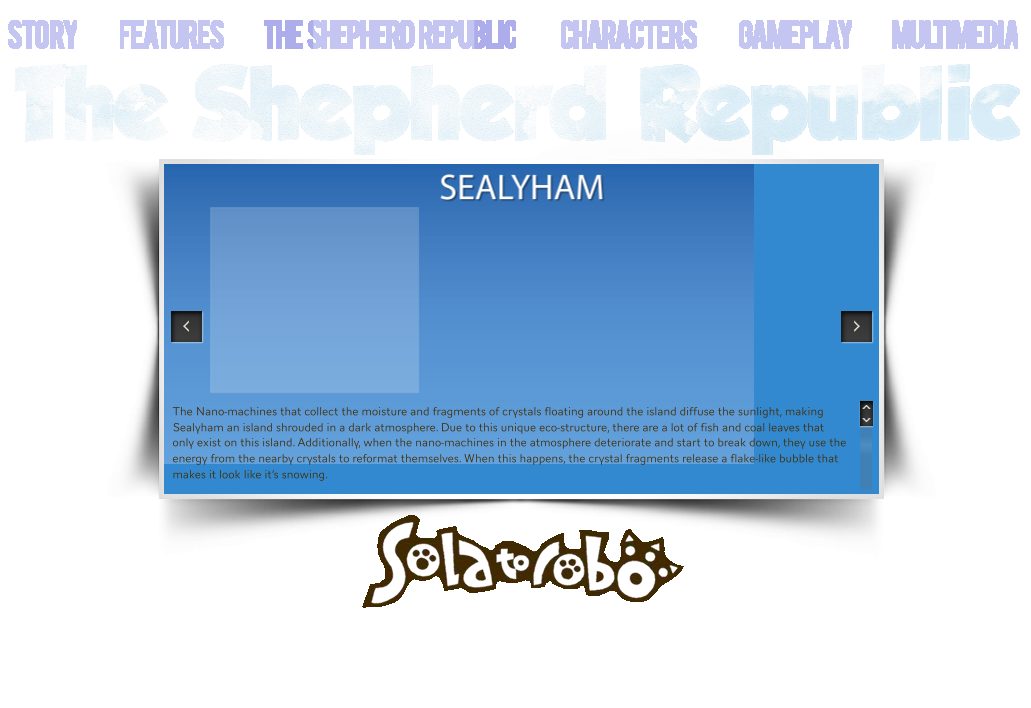 STORY FEATURES THE SHEPHERD REPUBLIC CHARACTERS GAMEPLAY MULTIMEDIA
The Shepherd Republic
SEALYHAM
The Nano-machines that collect the moisture and fragments of crystals floating around the island diffuse the sunlight, making
Sealyham an island shrouded in a dark atmosphere. Due to this unique eco-structure, there are a lot of fish and coal leaves that
only exist on this island. Additionally, when the nano-machines in the atmosphere deteriorate and start to break down, they use the
energy from the nearby crystals to reformat themselves. When this happens, the crystal fragments release a flake-like bubble that
makes it look like it's snowing.
Solatorobo